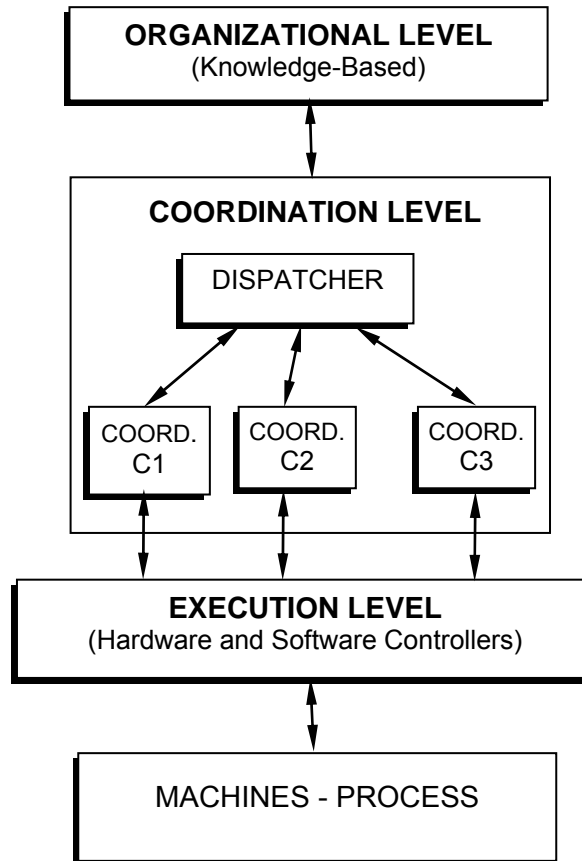 ORGANIZATIONAL LEVEL
(Knowledge-Based)
COORDINATION LEVEL
DISPATCHER
COORD.
C1
COORD.
C2
COORD.
C3
EXECUTION LEVEL
(Hardware and Software Controllers)
MACHINES - PROCESS